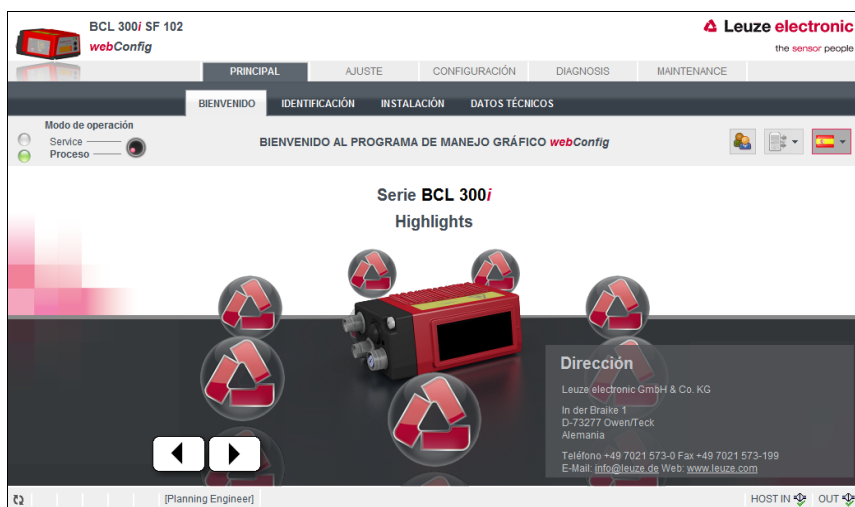 BCL 300i SF 102
webConfig
Leuze electronic
the sensor people
PRINCIPAL AJUSTE CONFIGURACIÓN DIAGNOSIS MAINTENANCE
BIENVENIDO IDENTIFICACIÓN INSTALACIÓN DATOS TÉCNICOS
Modo de operación
Service
Proceso
BIENVENIDO AL PROGRAMA DE MANEJO GRÁFICO webConfig
Serie BCL 300i
Highlights
Dirección
Leuze electronic GmbH & Co. KG
In der Braike 1
D-73277 Owen/Teck
Alemania
Teléfono +49 7021 573-0 Fax +49 7021 573-199
E-Mail: info@leuze.de Web: www.leuze.com
[Planning Engineer] HOST IN OUT